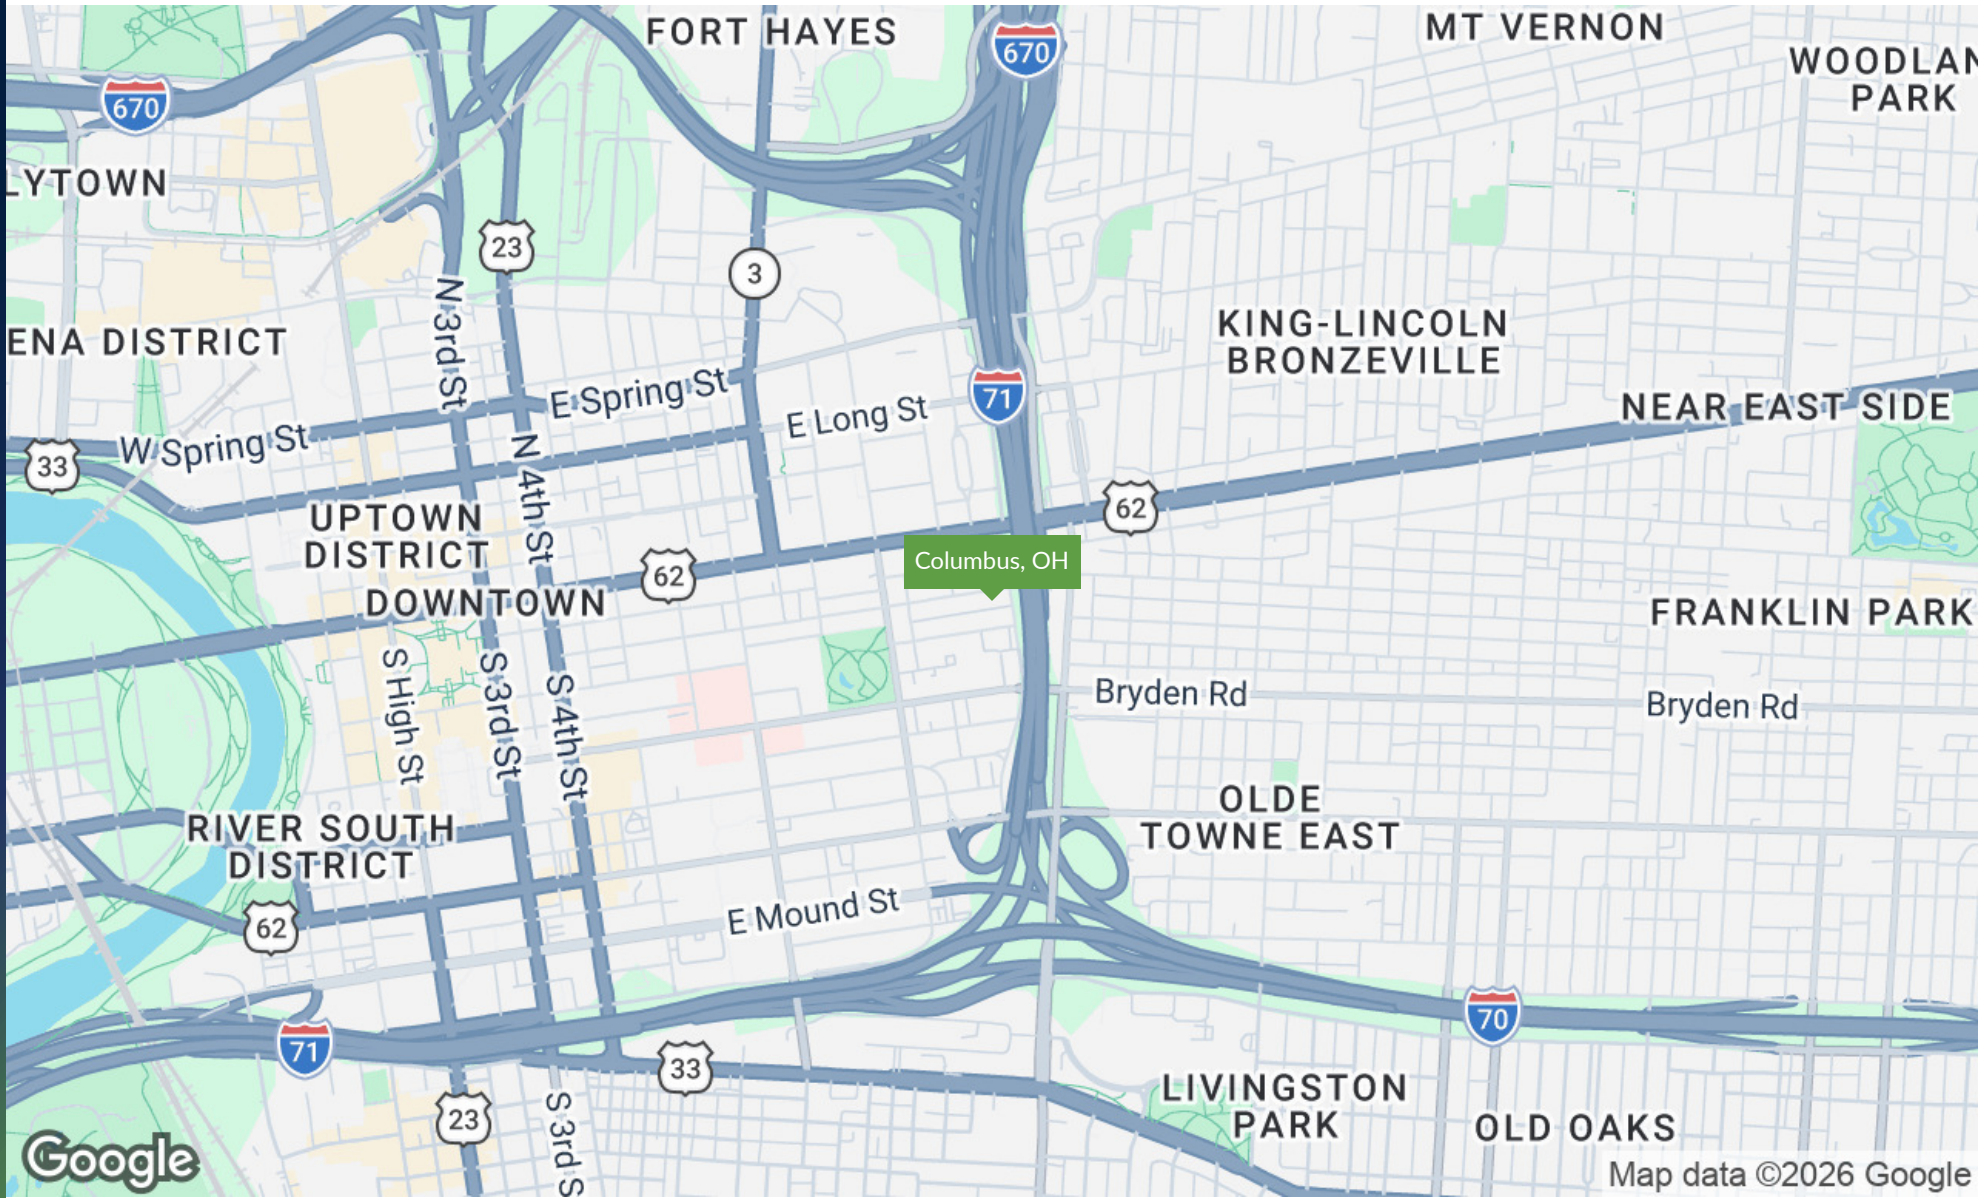 FORT HAYES
MT VERNON
670
WOODLAN
PARK
670
LYTOWN
23
3
N 3rd St
ENA DISTRICT
KING-LINCOLN
BRONZEVILLE
E Spring St
71
E Long St
NEAR EAST SIDE
W Spring St
33
N 4th St
62
UPTOWN
DISTRICT
Columbus, OH
62
DOWNTOWN
FRANKLIN PARK
S High St
S 3rd St
S 4th St
Bryden Rd
Bryden Rd
OLDE
TOWNE EAST
RIVER SOUTH
DISTRICT
E Mound St
62
70
71
33
LIVINGSTON
PARK
23
S 3rd S
OLD OAKS
Google
Map data ©2026 Google